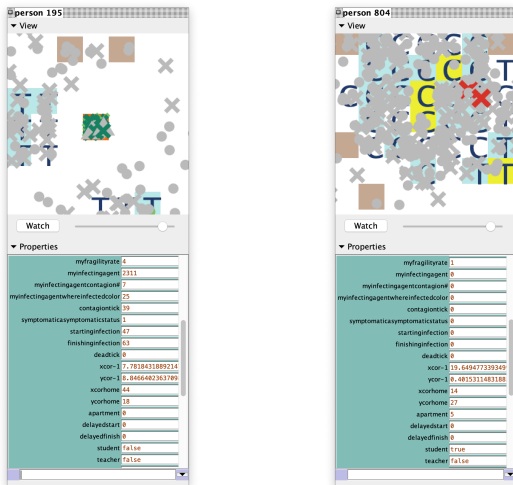 person 195
View
T T
T
T
T T T
Watch
Properties
myfragilityrate 4
myinfectingagent 2311
myinfectingagentcontagion# 7
myinfectingagentwhereinfectedcolor 25
contagiontick 39
symptomaticasymptomaticstatus 1
startinginfection 47
finishinginfection 63
deadtick 0
xcor-1 7.7818431889214
ycor-1 8.8466402363709
xcorhome 44
ycorhome 18
apartment 0
delayedstart 0
delayedfinish 0
student false
teacher false
person 804
View
Watch
Properties
myfragilityrate 1
myinfectingagent 0
myinfectingagentcontagion# 0
myinfectingagentwhereinfectedcolor 0
contagiontick 0
symptomaticasymptomaticstatus 0
startinginfection 0
finishinginfection 0
deadtick 0
xcor-1 19.649477339349
ycor-1 0.4015311483188
xcorhome 14
ycorhome 27
apartment 5
delayedstart 0
delayedfinish 0
student true
teacher false